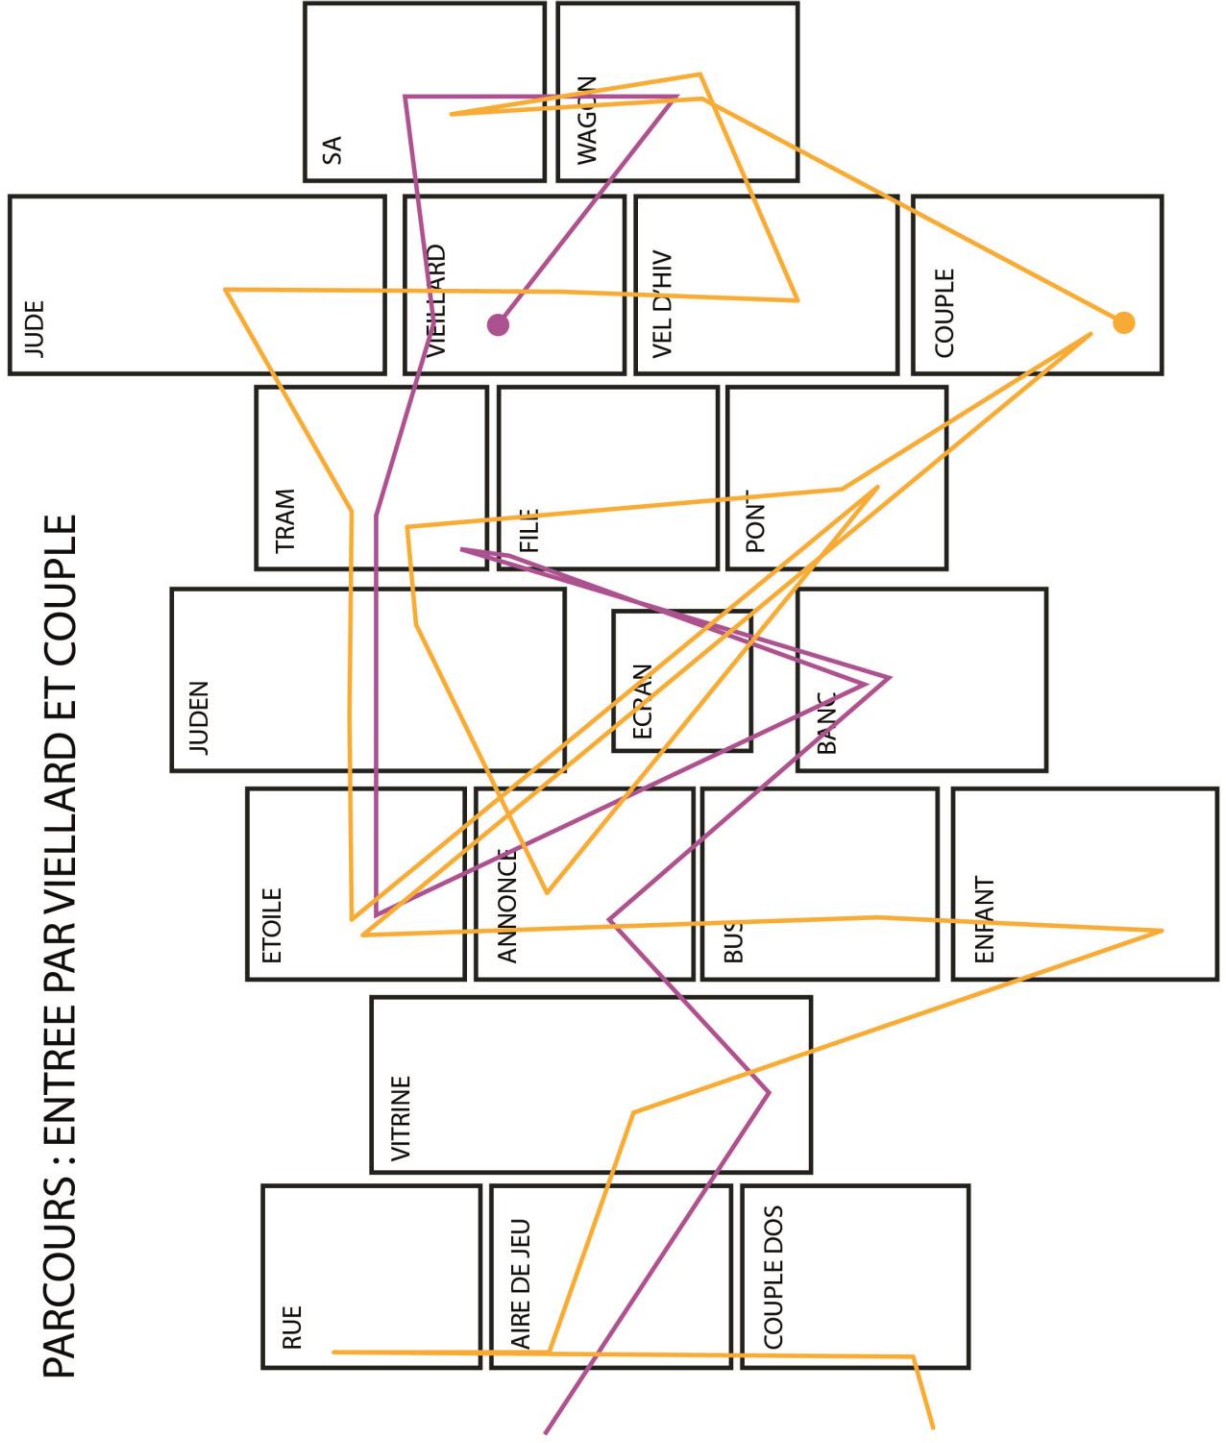 PARCOURS : ENTREE PAR VIELLARD ET COUPLE
JUDE
SA
WAGON
VIEILLARD
VEL D'HIV
COUPLE
TRAM
FILE
PONT
JUDEN
ECRAN
BANC
ETOILE
ANNONCE
BUS
ENFANT
VITRINE
RUE
AIRE DE JEU
COUPLE DOS